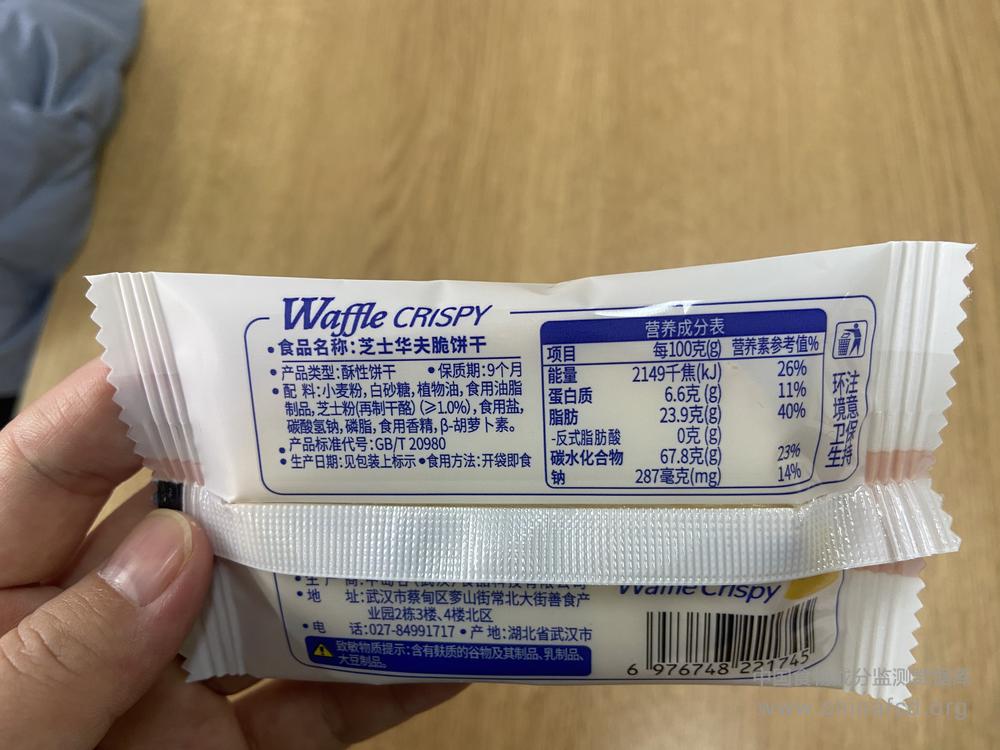 Waffle CRISPY
•食品名称:芝士华夫脆饼干
•产品类型:酥性饼干 •保质期:9个月
•配 料:小麦粉,白砂糖,植物油,食用油脂
制品,芝士粉(再制干酪)(≥1.0%),食用盐,
碳酸氢钠,磷脂,食用香精,β-胡萝卜素。
•产品标准代号:GB/T 20980
•生产日期:见包装上标示 •食用方法:开袋即食
营养成分表
项目 每100克(g) 营养素参考值%
能量 2149千焦(kJ) 26%
蛋白质 6.6克(g) 11%
脂肪 23.9克(g) 40%
-反式脂肪酸 0克(g)
碳水化合物 67.8克(g) 23%
钠 287毫克(mg) 14%
注意保持
环境卫生
•地 址:武汉市蔡甸区奓山街常北大街善食产
业园2栋3楼、4楼北区
•电 话:027-84991717 •产 地:湖北省武汉市
致敏物质提示:含有麸质的谷物及其制品、乳制品、
大豆制品。
Waffle Crispy
6 976748 221745
www.chinafcd.org